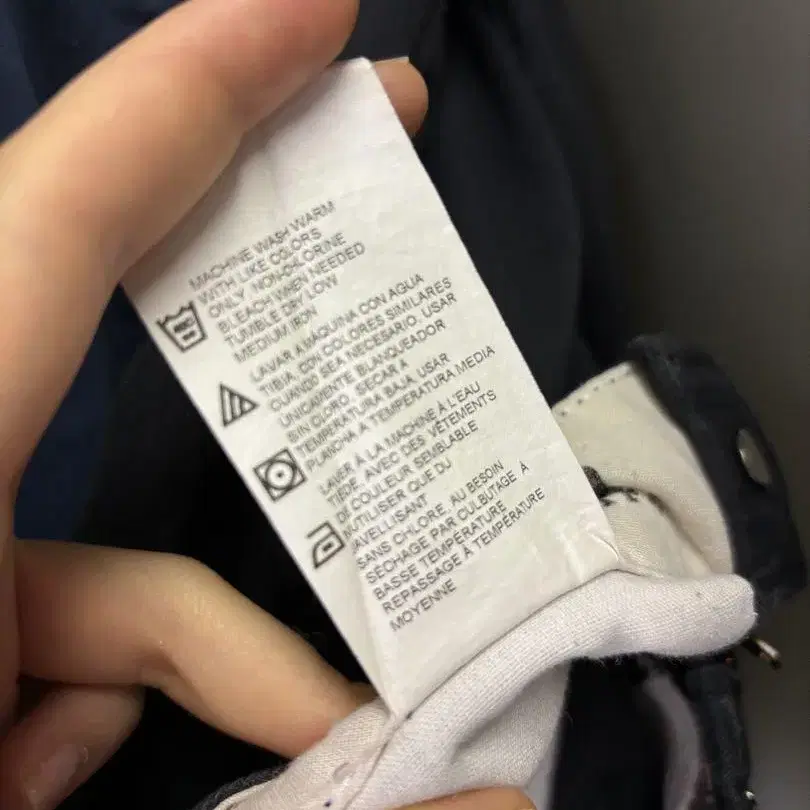 MACHINE WASH WARM
WITH LIKE COLORS
ONLY NON-CHLORINE
BLEACH WHEN NEEDED
TUMBLE DRY LOW
MEDIUM IRON
LAVAR A MAQUINA CON AGUA
TIBIA, CON COLORES SIMILARES
CUANDO SEA NECESARIO, USAR
UNICAMENTE BLANQUEADOR
SIN CLORO. SECAR A
TEMPERATURA BAJA, USAR
PLANCHA A TEMPERATURA MEDIA
LAVER À LA MACHINE À L'EAU
TIÈDE, AVEC DES VÊTEMENTS
DE COULEUR SEMBLABLE
N'UTILISER QUE DU
JAVELLISANT
SANS CHLORE, AU BESOIN
SÉCHAGE PAR CULBUTAGE À
BASSE TEMPÉRATURE
REPASSAGE À TEMPÉRATURE
MOYENNE